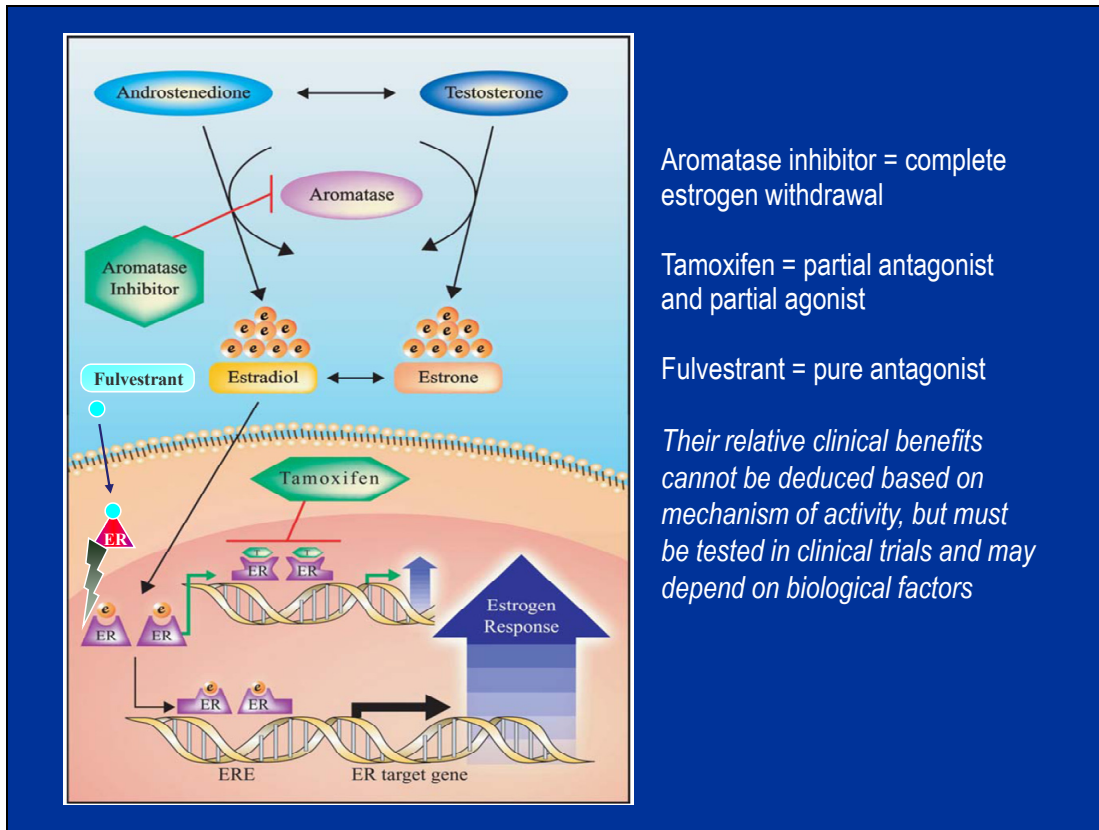 Androstenedione
Testosterone
Aromatase
Aromatase
Inhibitor
e
e e
e e e e
e
e e
e e e e
Fulvestrant
Estradiol
Estrone
Tamoxifen
ER
T T
ER ER
e e
ER ER
Estrogen
Response
e e
ER ER
ERE
ER target gene
Aromatase inhibitor = complete
estrogen withdrawal
Tamoxifen = partial antagonist
and partial agonist
Fulvestrant = pure antagonist
Their relative clinical benefits
cannot be deduced based on
mechanism of activity, but must
be tested in clinical trials and may
depend on biological factors